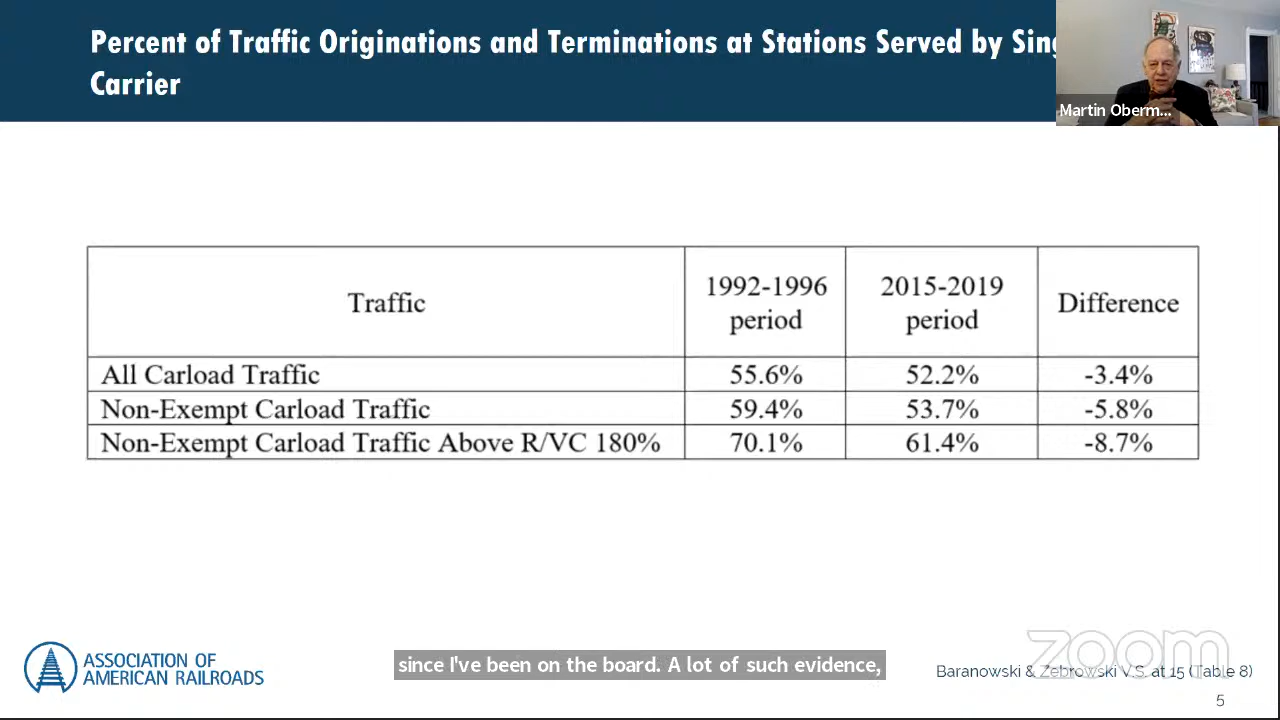 Percent of Traffic Originations and Terminations at Stations Served by
Carrier
Martin Oberm...
Traffic
1992-1996
period
2015-2019
period
Difference
All Carload Traffic 55.6% 52.2% -3.4%
Non-Exempt Carload Traffic 59.4% 53.7% -5.8%
Non-Exempt Carload Traffic Above R/VC 180% 70.1% 61.4% -8.7%
ASSOCIATION OF
AMERICAN RAILROADS
since I've been on the board. A lot of such evidence,
zoom
Baranowski & Zebrowski V.S. at 15 (Table 8)
5